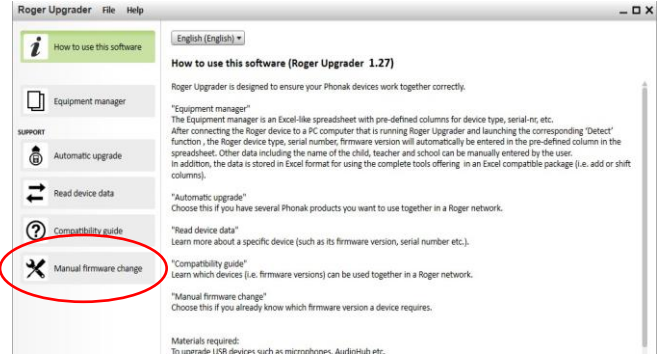 Roger Upgrader File Help
How to use this software
Equipment manager
SUPPORT
Automatic upgrade
Read device data
Compatibility guide
Manual firmware change
English (English)
How to use this software (Roger Upgrader 1.27)
Roger Upgrader is designed to ensure your Phonak devices work together correctly.
"Equipment manager"
The Equipment manager is an Excel-like spreadsheet with pre-defined columns for device type, serial-nr, etc.
After connecting the Roger device to a PC computer that is running Roger Upgrader and launching the corresponding 'Detect'
function , the Roger device type, serial number, firmware version will automatically be entered in the pre-defined column in the
spreadsheet. Other data including the name of the child, teacher and school can be manually entered by the user.
In addition, the data is stored in Excel format for using the complete tools offering in an Excel compatible package (i.e. add or shift
columns).
"Automatic upgrade"
Choose this if you have several Phonak products you want to use together in a Roger network.
"Read device data"
Learn more about a specific device (such as its firmware version, serial number etc.).
"Compatibility guide"
Learn which devices (i.e. firmware versions) can be used together in a Roger network.
"Manual firmware change"
Choose this if you already know which firmware version a device requires.
Materials required:
To upgrade USB devices such as microphones, AudioHub etc.